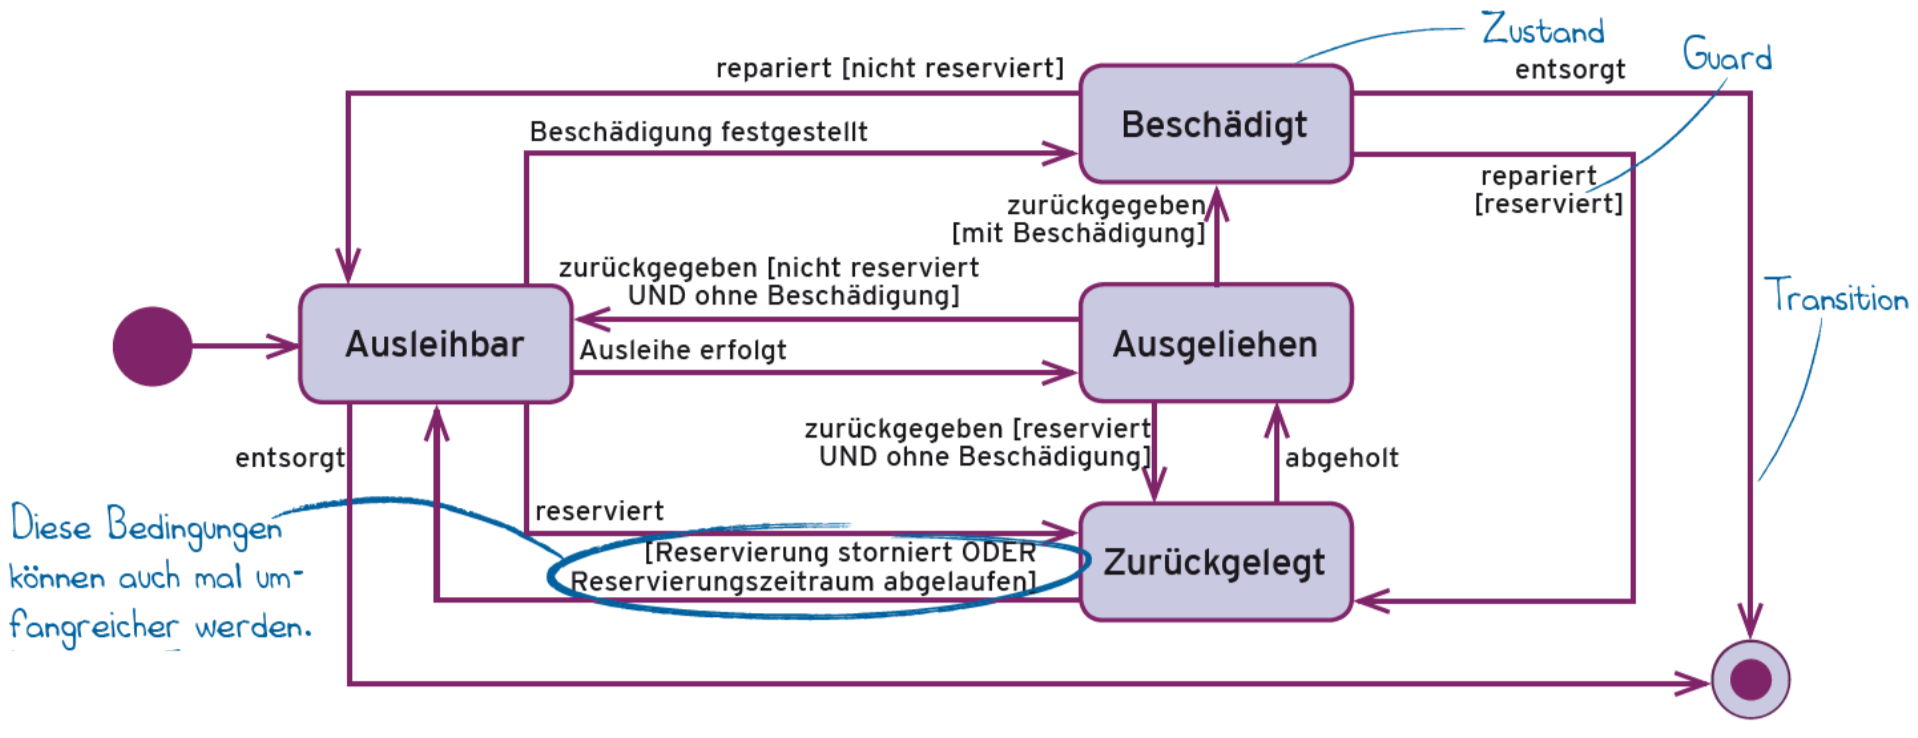 Zustand
Guard
repariert [nicht reserviert]
entsorgt
Beschädigt
Beschädigung festgestellt
repariert
[reserviert]
zurückgegeben
[mit Beschädigung]
zurückgegeben [nicht reserviert
UND ohne Beschädigung]
Transition
Ausleihbar
Ausleihe erfolgt
Ausgeliehen
zurückgegeben [reserviert
UND ohne Beschädigung]
abgeholt
entsorgt
reserviert
Diese Bedingungen
können auch mal um-
fangreicher werden.
[Reservierung storniert ODER
Reservierungszeitraum abgelaufen]
Zurückgelegt